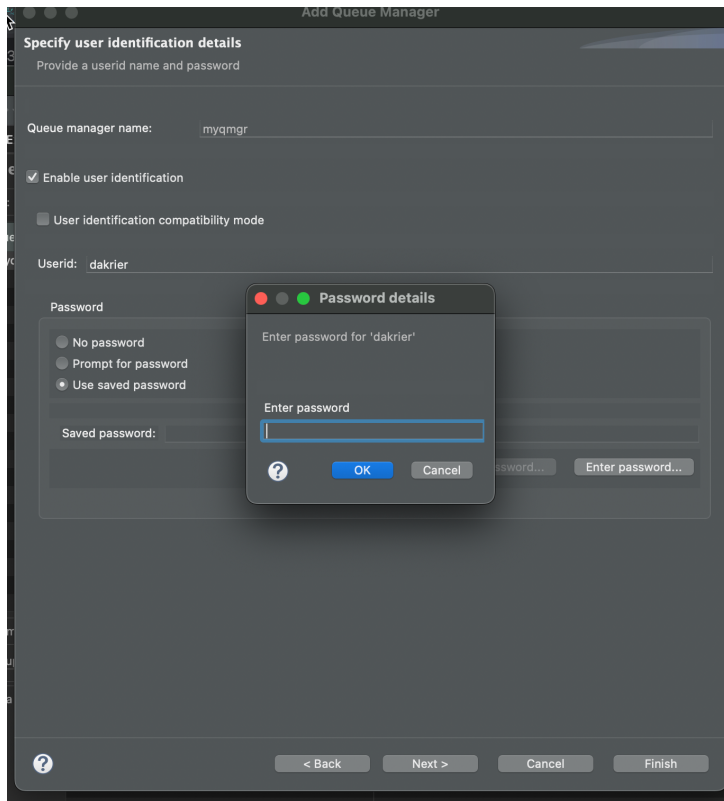 Add Queue Manager
Specify user identification details
Provide a userid name and password
Queue manager name: myqmgr
Enable user identification
User identification compatibility mode
Userid: dakrier
Password
No password
Prompt for password
Use saved password
Saved password:
Enter password...
Password details
Enter password for 'dakrier'
Enter password
OK Cancel
< Back Next > Cancel Finish